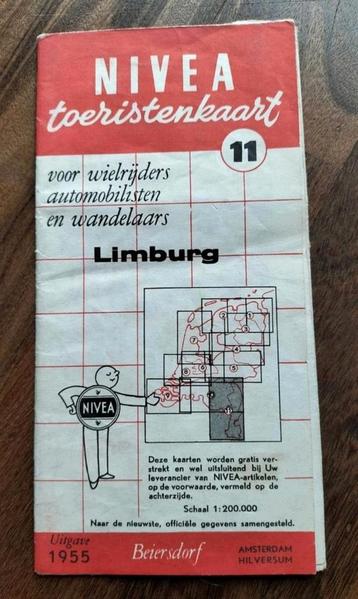 NIVEA
toeristenkaart
11
voor wielrijders
automobilisten
en wandelaars
Limburg
NIVEA
Deze kaarten worden gratis ver-
strekt en wel uitsluitend bij Uw
leverancier van NIVEA-artikelen,
op de voorwaarde, vermeld op de
achterzijde.
Schaal 1:200.000
Naar de nieuwste, officiële gegevens samengesteld.
Uitgave
1955
Beiersdorf
AMSTERDAM
HILVERSUM